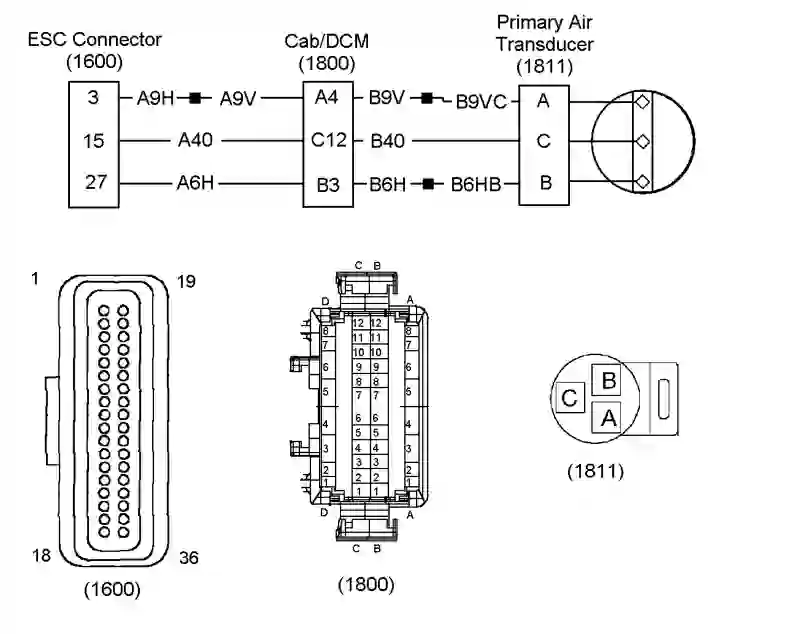 Primary Air
ESC Connector Cab/DCM Transducer
(1600) (1800) (1811)
3 A9H A9V A4 B9V B9VC A
15 A40 C12 B40 C
27 A6H B3 B6H B6HB B
1 19
C B
D A
8 12 12 8
7 11 11 7
10 10
6 9 9 6
8 8
5 7 7 5
6 6
4 5 5 4
3 4 4 3
3 3
2 2 2 2
1 1 1 1
D A
C B
18 36
(1600)
(1800)
B
C
A
(1811)